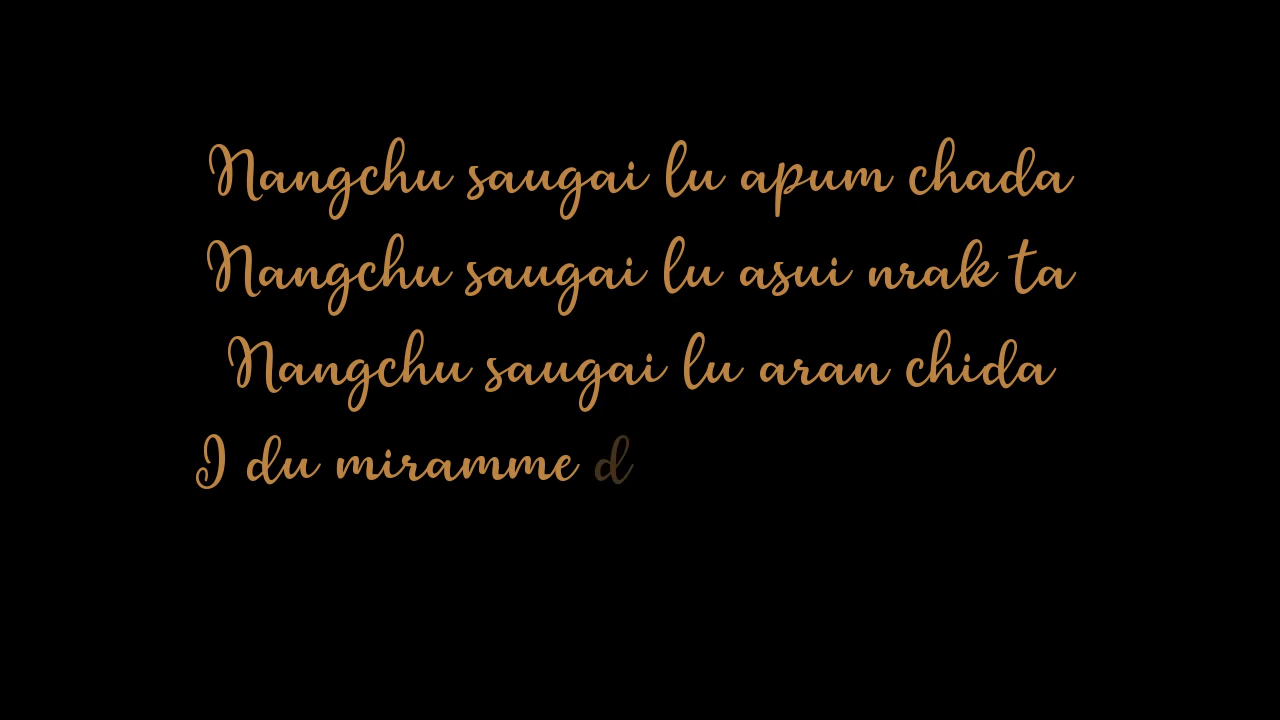 Nangchu saugai lu apum chada
Nangchu saugai lu asui nrak ta
Nangchu saugai lu aran chida
I du miramme d